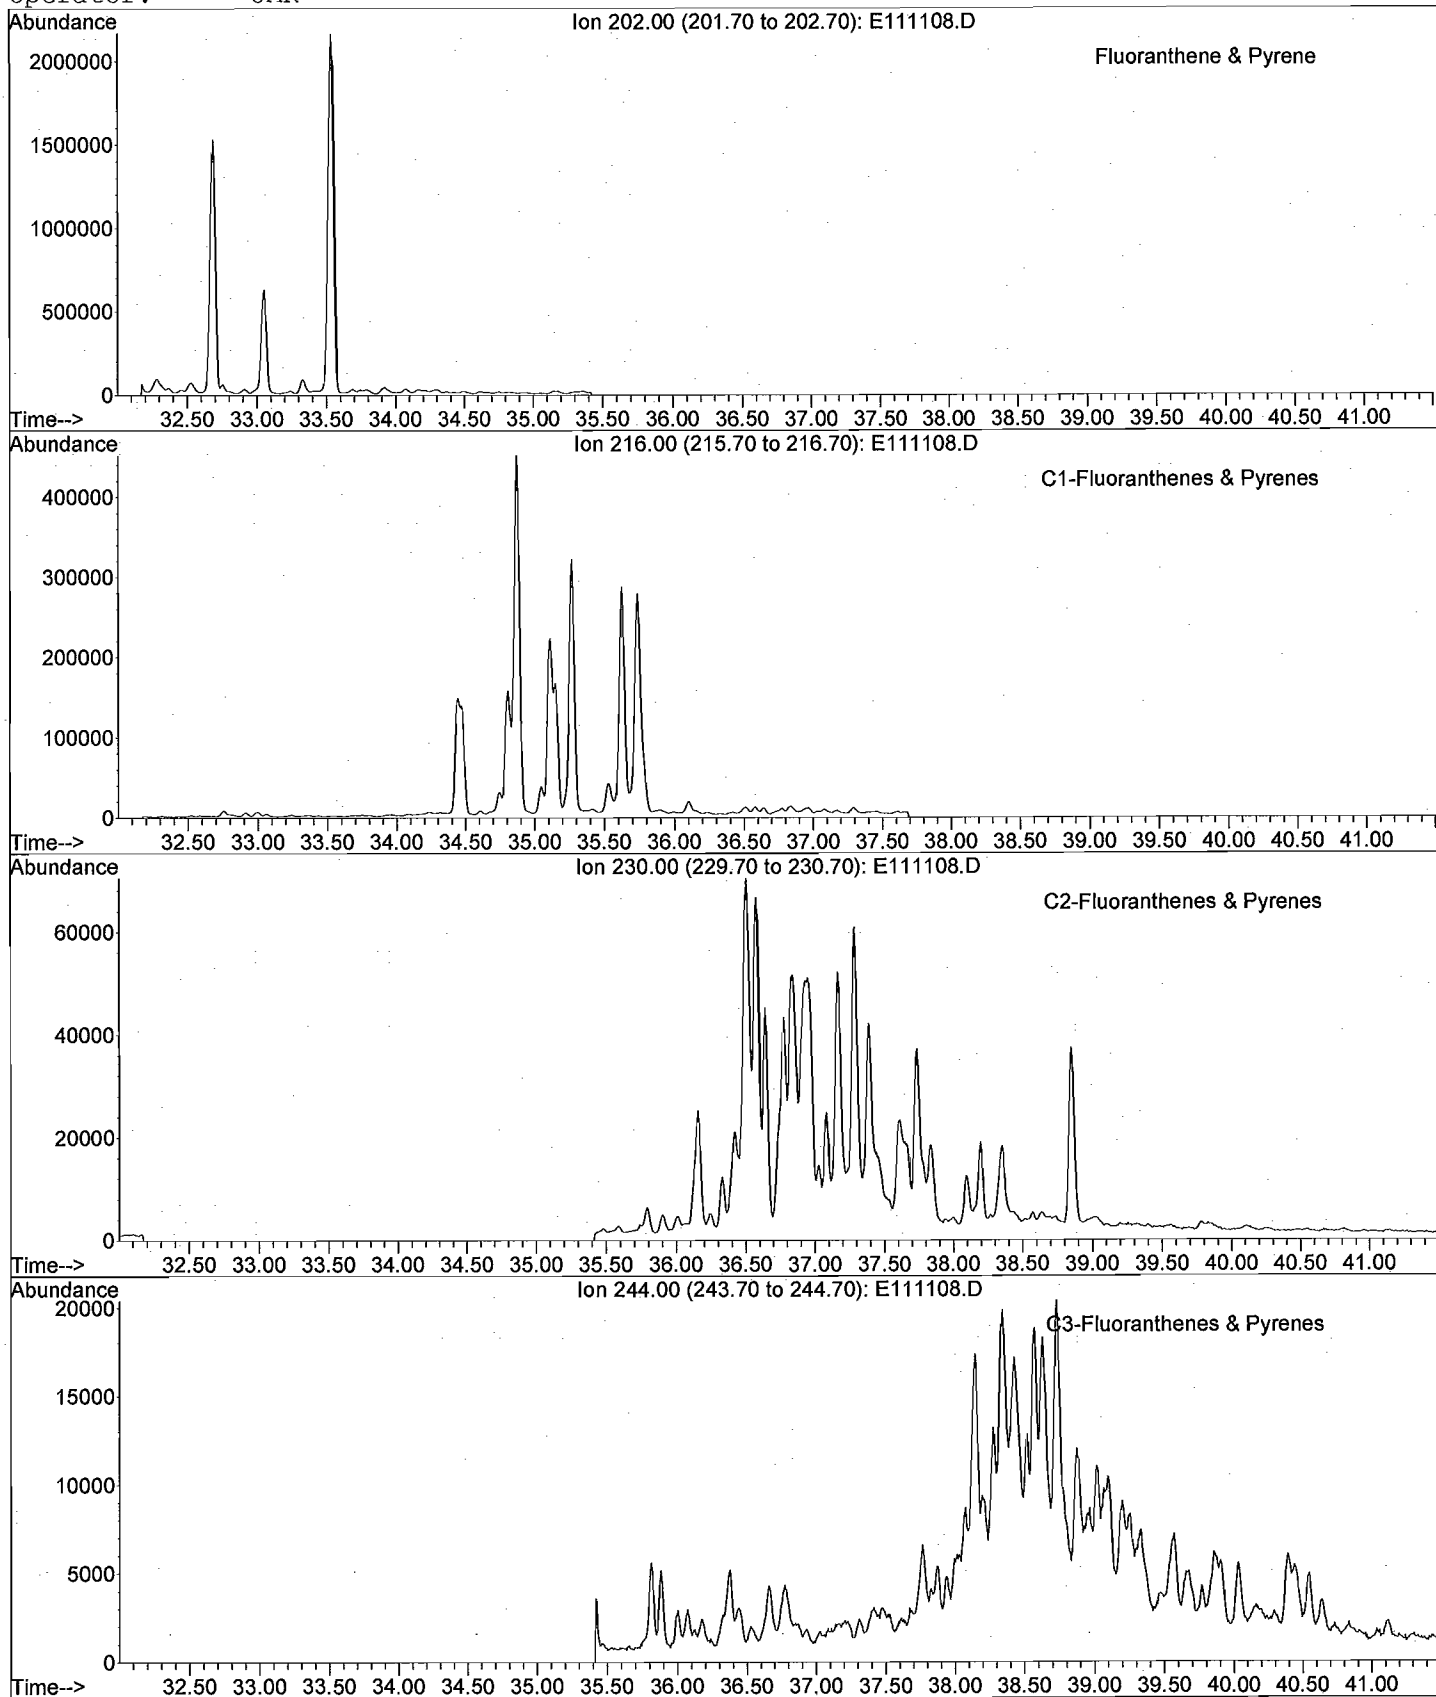 Abundance
Ion 202.00 (201.70 to 202.70): E111108.D
Fluoranthene & Pyrene
2000000
1500000
1000000
500000
0
Time--> 32.50 33.00 33.50 34.00 34.50 35.00 35.50 36.00 36.50 37.00 37.50 38.00 38.50 39.00 39.50 40.00 40.50 41.00
Abundance
Ion 216.00 (215.70 to 216.70): E111108.D
C1-Fluoranthenes & Pyrenes
400000
300000
200000
100000
0
Time--> 32.50 33.00 33.50 34.00 34.50 35.00 35.50 36.00 36.50 37.00 37.50 38.00 38.50 39.00 39.50 40.00 40.50 41.00
Abundance
Ion 230.00 (229.70 to 230.70): E111108.D
C2-Fluoranthenes & Pyrenes
60000
40000
20000
0
Time--> 32.50 33.00 33.50 34.00 34.50 35.00 35.50 36.00 36.50 37.00 37.50 38.00 38.50 39.00 39.50 40.00 40.50 41.00
Abundance
Ion 244.00 (243.70 to 244.70): E111108.D
C3-Fluoranthenes & Pyrenes
20000
15000
10000
5000
0
Time--> 32.50 33.00 33.50 34.00 34.50 35.00 35.50 36.00 36.50 37.00 37.50 38.00 38.50 39.00 39.50 40.00 40.50 41.00